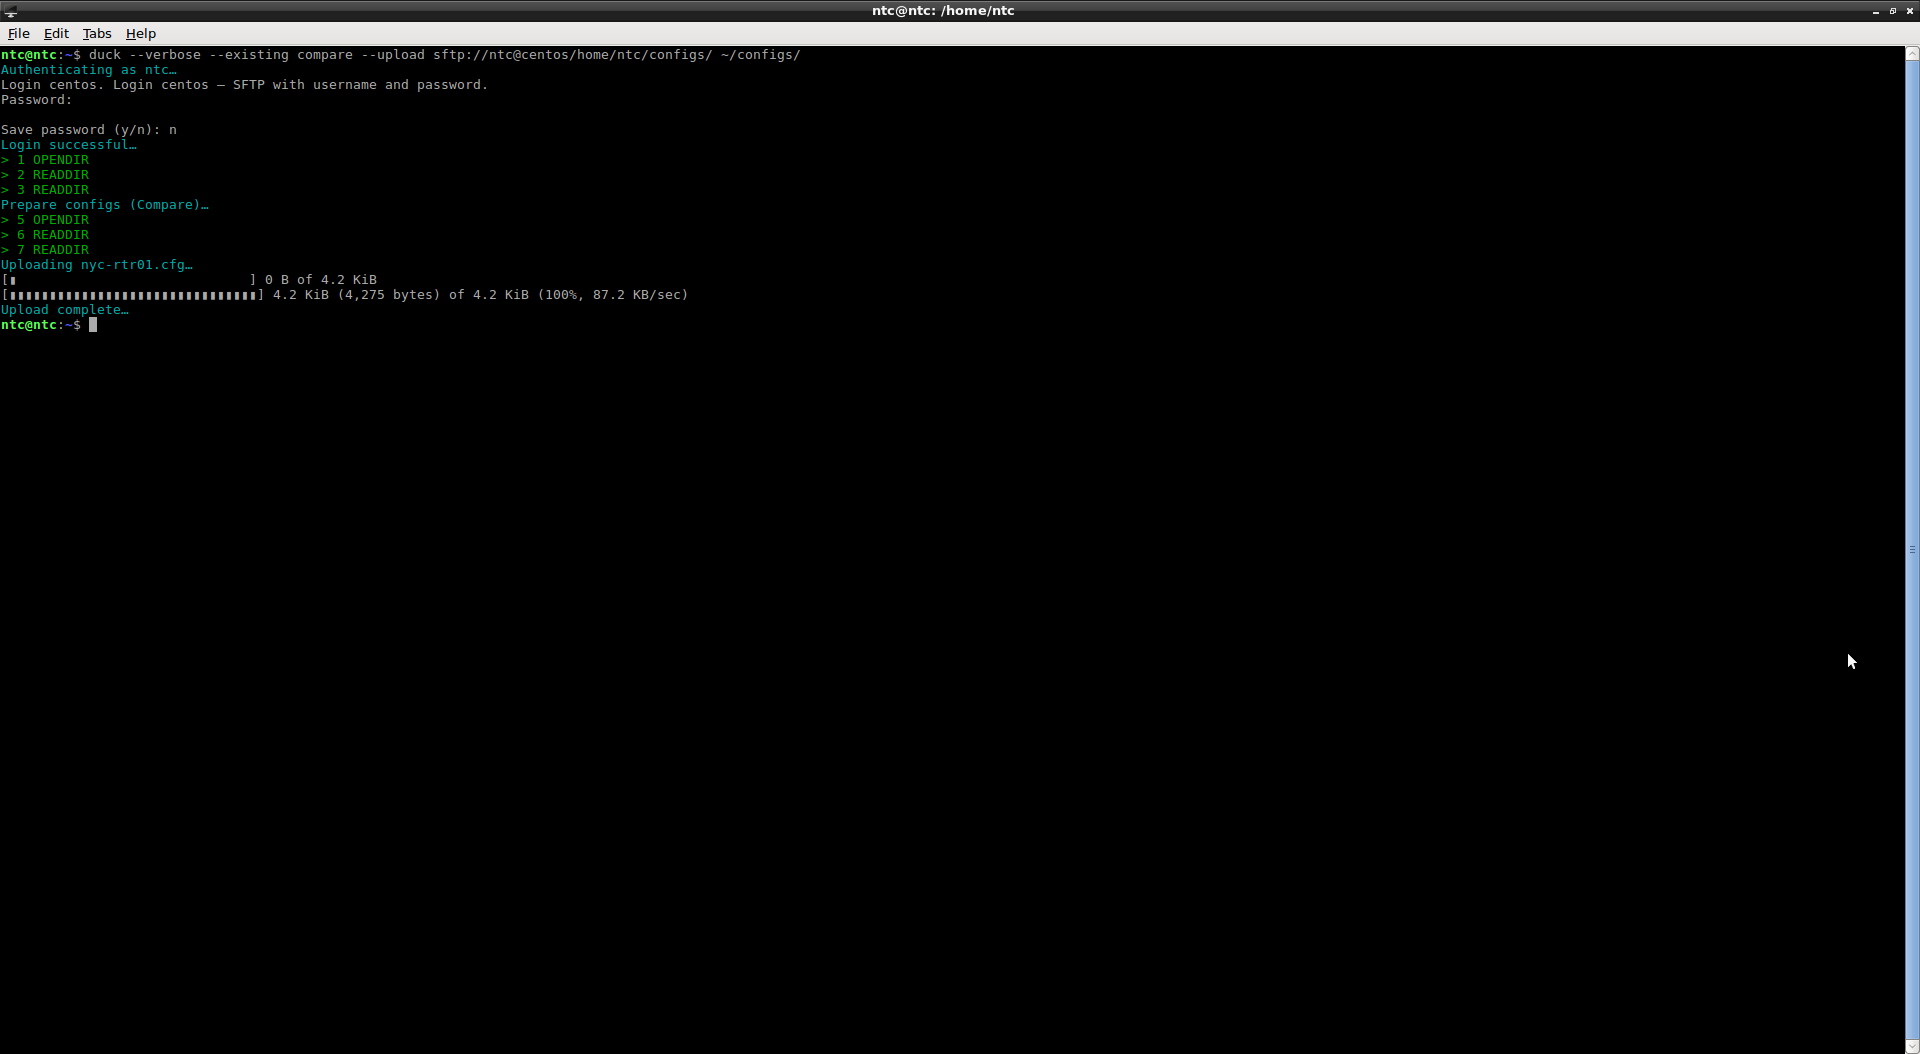 ntc@ntc: /home/ntc
File Edit Tabs Help
ntc@ntc:~$ duck --verbose --existing compare --upload sftp://ntc@centos/home/ntc/configs/ ~/configs/
Authenticating as ntc…
Login centos. Login centos – SFTP with username and password.
Password:
Save password (y/n): n
Login successful…
> 1 OPENDIR
> 2 READDIR
> 3 READDIR
Prepare configs (Compare)…
> 5 OPENDIR
> 6 READDIR
> 7 READDIR
Uploading nyc-rtr01.cfg…
[▮                             ] 0 B of 4.2 KiB
[▮▮▮▮▮▮▮▮▮▮▮▮▮▮▮▮▮▮▮▮▮▮▮▮▮▮▮▮▮▮▮] 4.2 KiB (4,275 bytes) of 4.2 KiB (100%, 87.2 KB/sec)
Upload complete…
ntc@ntc:~$